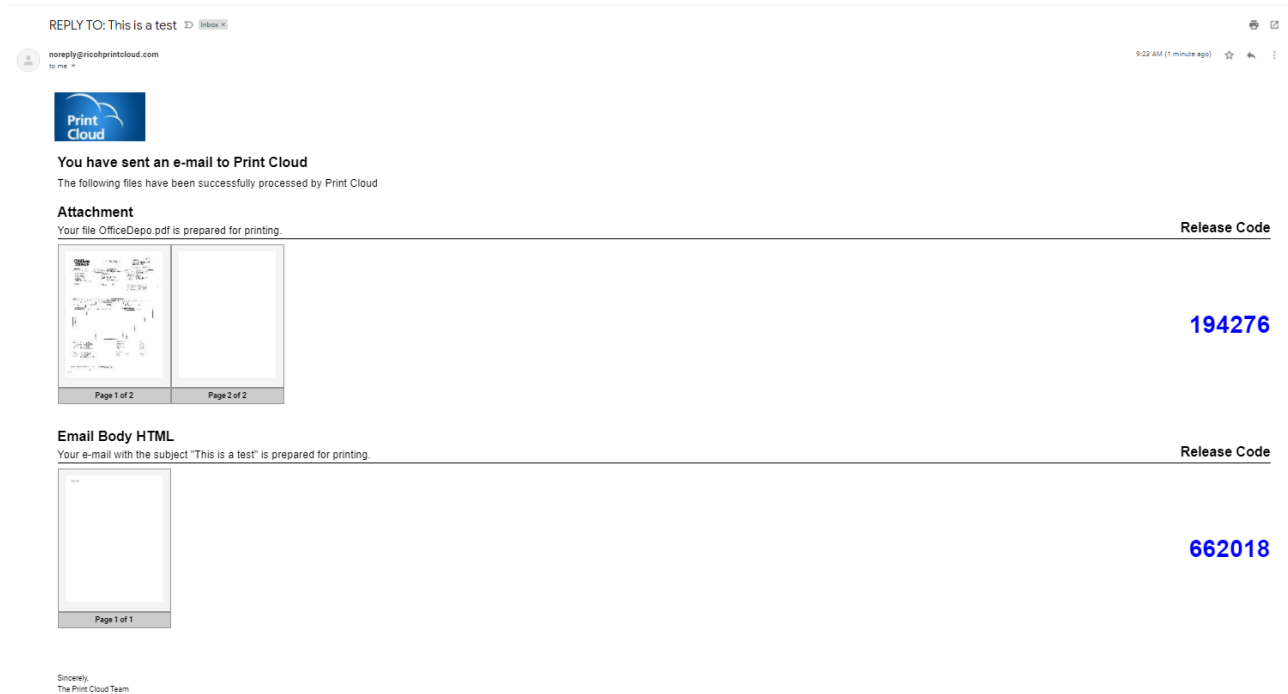 REPLY TO: This is a test Inbox ×
noreply@ricohprintcloud.com
9:23 AM (1 minute ago)
to me
Print
Cloud
You have sent an e-mail to Print Cloud
The following files have been successfully processed by Print Cloud
Attachment
Your file OfficeDepo.pdf is prepared for printing.
Release Code
194276
Page 1 of 2
Page 2 of 2
Email Body HTML
Your e-mail with the subject "This is a test" is prepared for printing.
Release Code
662018
Page 1 of 1
Sincerely,
The Print Cloud Team